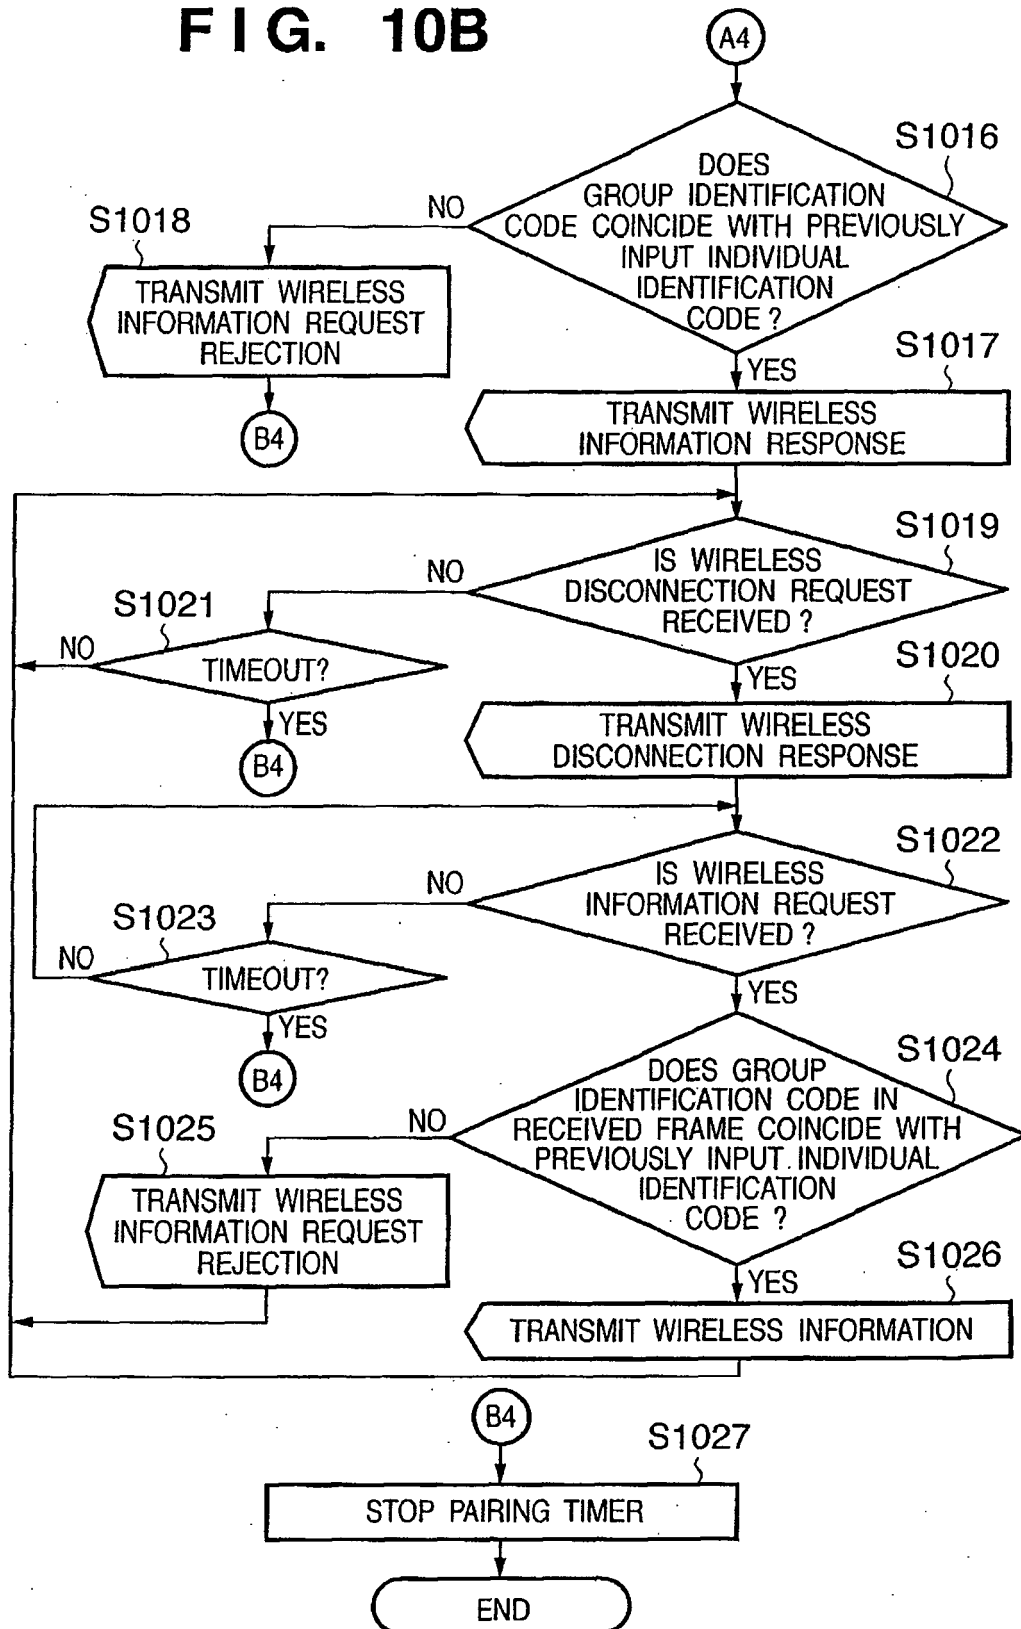 FIG. 10B
A4
S1016
DOES
GROUP IDENTIFICATION
CODE COINCIDE WITH PREVIOUSLY
INPUT INDIVIDUAL
IDENTIFICATION
CODE ?
NO
S1018
TRANSMIT WIRELESS
INFORMATION REQUEST
REJECTION
B4
YES
S1017
TRANSMIT WIRELESS
INFORMATION RESPONSE
S1019
IS WIRELESS
DISCONNECTION REQUEST
RECEIVED ?
NO
S1021
TIMEOUT?
NO
YES
B4
YES
S1020
TRANSMIT WIRELESS
DISCONNECTION RESPONSE
S1022
IS WIRELESS
INFORMATION REQUEST
RECEIVED ?
NO
S1023
TIMEOUT?
NO
YES
B4
YES
S1024
DOES GROUP
IDENTIFICATION CODE IN
RECEIVED FRAME COINCIDE WITH
PREVIOUSLY INPUT INDIVIDUAL
IDENTIFICATION
CODE ?
NO
S1025
TRANSMIT WIRELESS
INFORMATION REQUEST
REJECTION
YES
S1026
TRANSMIT WIRELESS INFORMATION
B4
S1027
STOP PAIRING TIMER
END